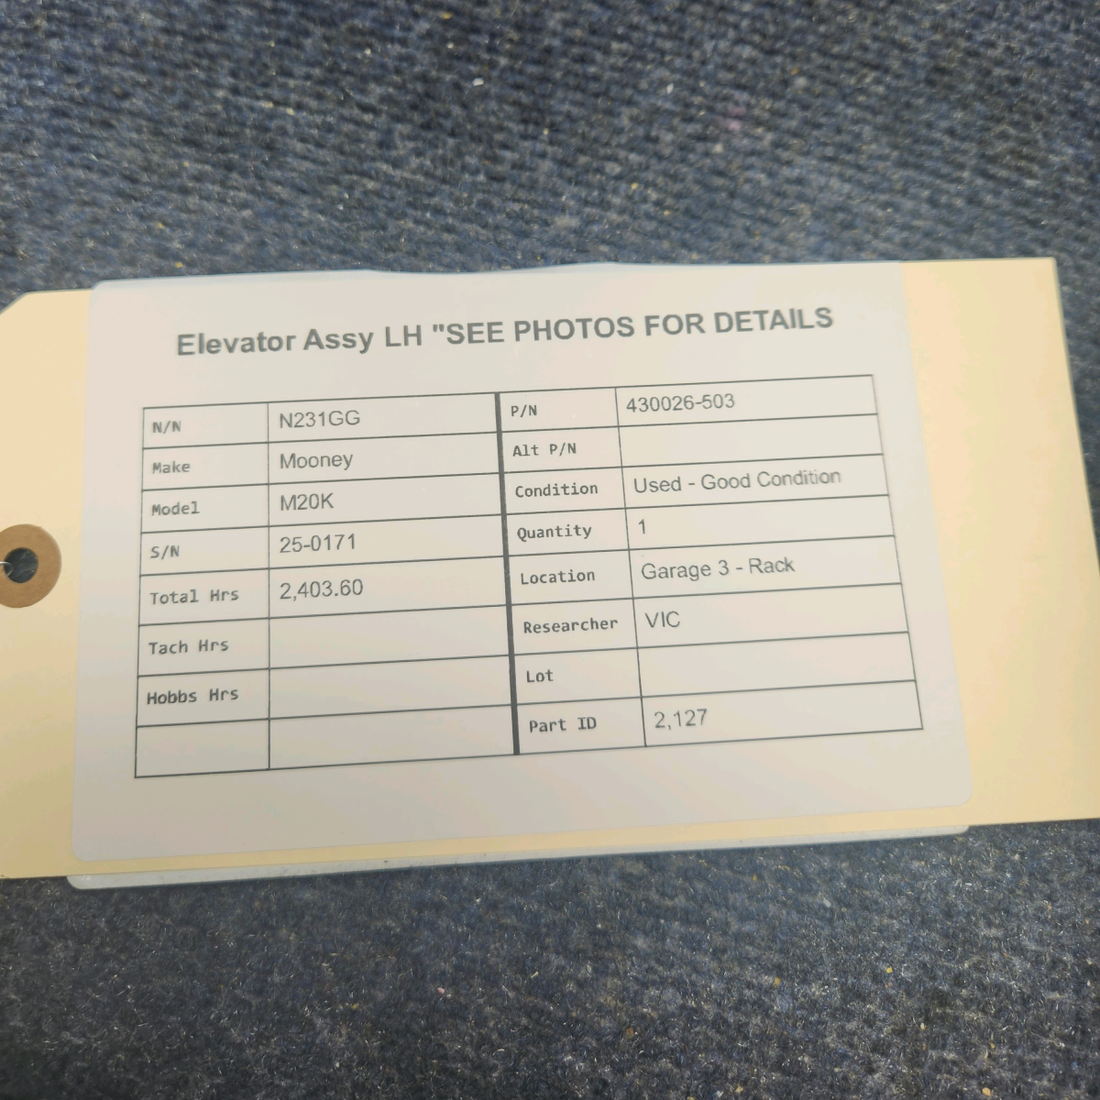 Elevator Assy LH "SEE PHOTOS FOR DETAILS
N/N N231GG P/N 430026-503
Make Mooney Alt P/N
Model M20K Condition Used - Good Condition
S/N 25-0171 Quantity 1
Total Hrs 2,403.60 Location Garage 3 - Rack
Tach Hrs Researcher VIC
Hobbs Hrs Lot
Part ID 2,127